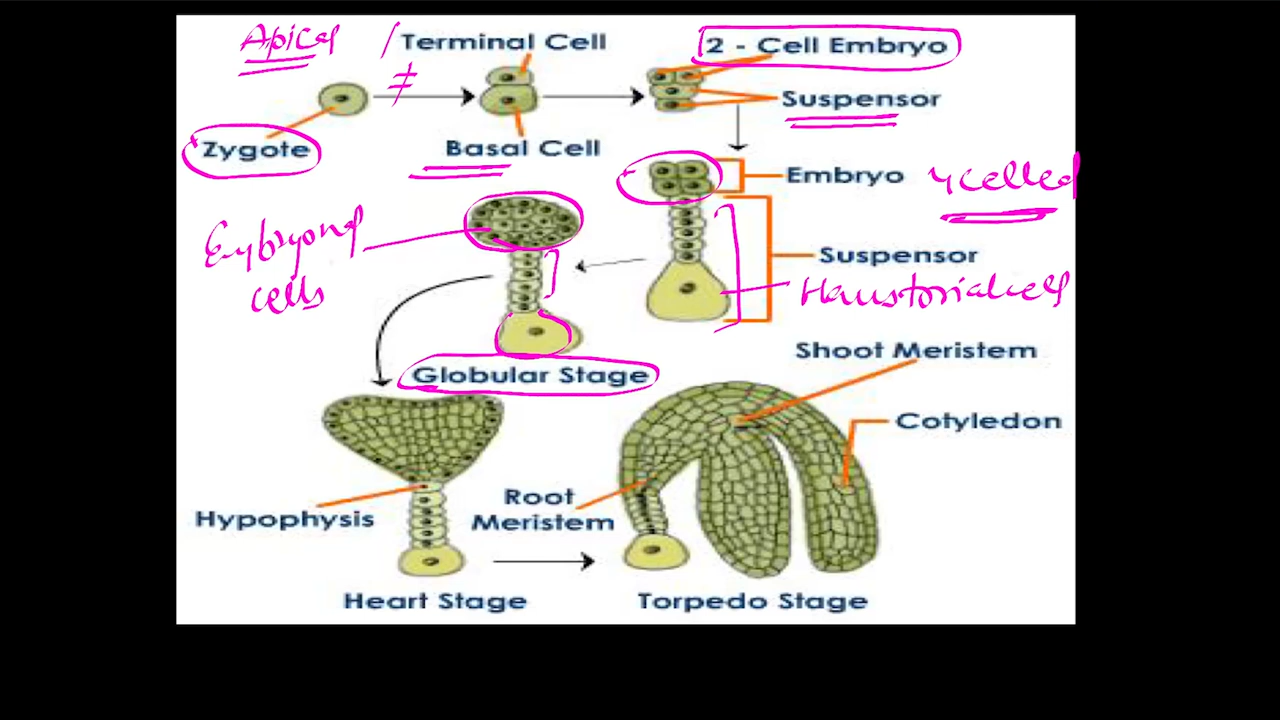 Apical / Terminal Cell
2 - Cell Embryo
Suspensor
Zygote
Basal Cell
Embryo 4 celled
Embryonal
cells
Suspensor
Haustorial cell
Globular Stage
Shoot Meristem
Cotyledon
Root
Meristem
Hypophysis
Heart Stage
Torpedo Stage